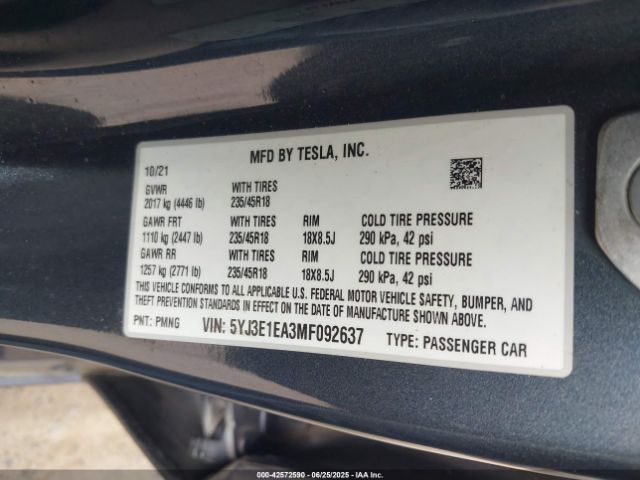 MFD BY TESLA, INC.
10/21
GVWR WITH TIRES
2017 kg (4446 lb) 235/45R18
GAWR FRT WITH TIRES RIM COLD TIRE PRESSURE
1110 kg (2447 lb) 235/45R18 18X8.5J 290 kPa, 42 psi
GAWR RR WITH TIRES RIM COLD TIRE PRESSURE
1257 kg (2771 lb) 235/45R18 18X8.5J 290 kPa, 42 psi
THIS VEHICLE CONFORMS TO ALL APPLICABLE U.S. FEDERAL MOTOR VEHICLE SAFETY, BUMPER, AND
THEFT PREVENTION STANDARDS IN EFFECT ON THE DATE OF MANUFACTURE SHOWN ABOVE.
PNT: PMNG VIN: 5YJ3E1EA3MF092637 TYPE: PASSENGER CAR
00-42572590 - 06/25/2025 - IAA Inc.